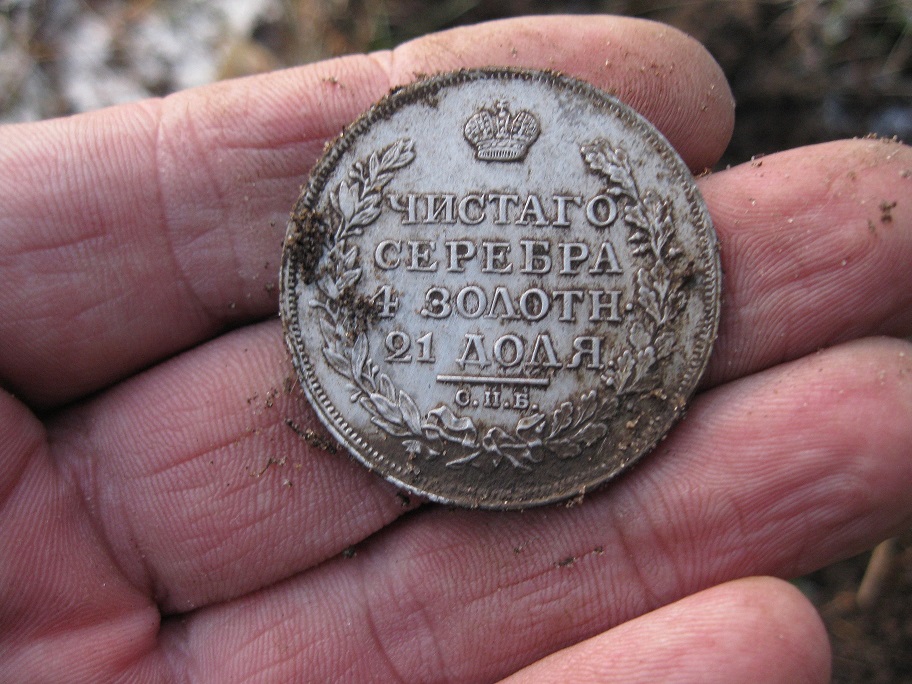 ЧИСТАГО
СЕРЕБРА
4 ЗОЛОТН.
21 ДОЛЯ
С.П.Б